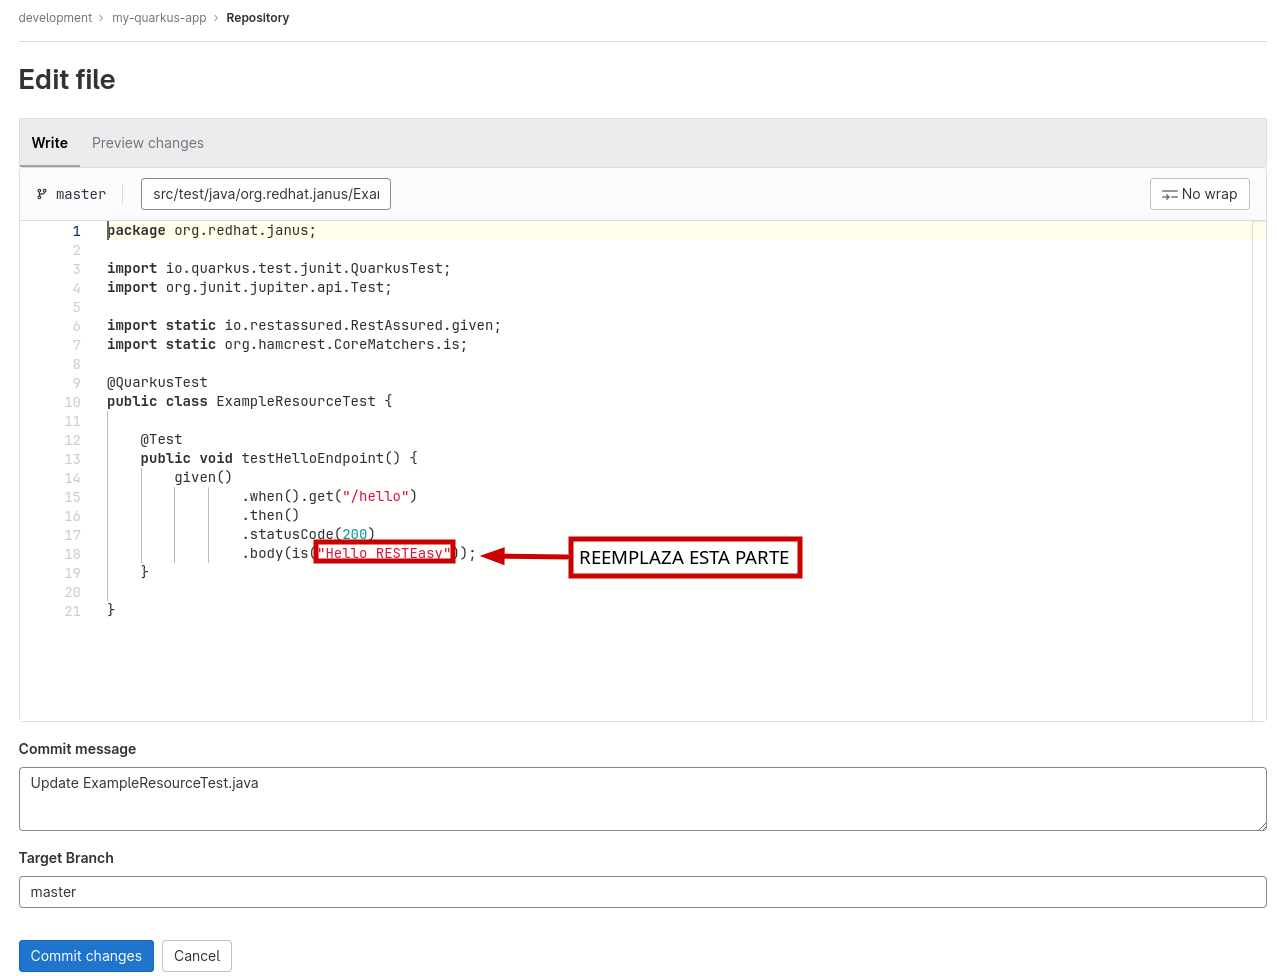 development > my-quarkus-app > Repository
Edit file
Write Preview changes
master src/test/java/org.redhat.janus/Exar No wrap
1 package org.redhat.janus;
2
3 import io.quarkus.test.junit.QuarkusTest;
4 import org.junit.jupiter.api.Test;
5
6 import static io.restassured.RestAssured.given;
7 import static org.hamcrest.CoreMatchers.is;
8
9 @QuarkusTest
10 public class ExampleResourceTest {
11
12 @Test
13 public void testHelloEndpoint() {
14 given()
15 .when().get("/hello")
16 .then()
17 .statusCode(200)
18 .body(is("Hello RESTEasy")); REEMPLAZA ESTA PARTE
19 }
20
21 }
Commit message
Update ExampleResourceTest.java
Target Branch
master
Commit changes Cancel